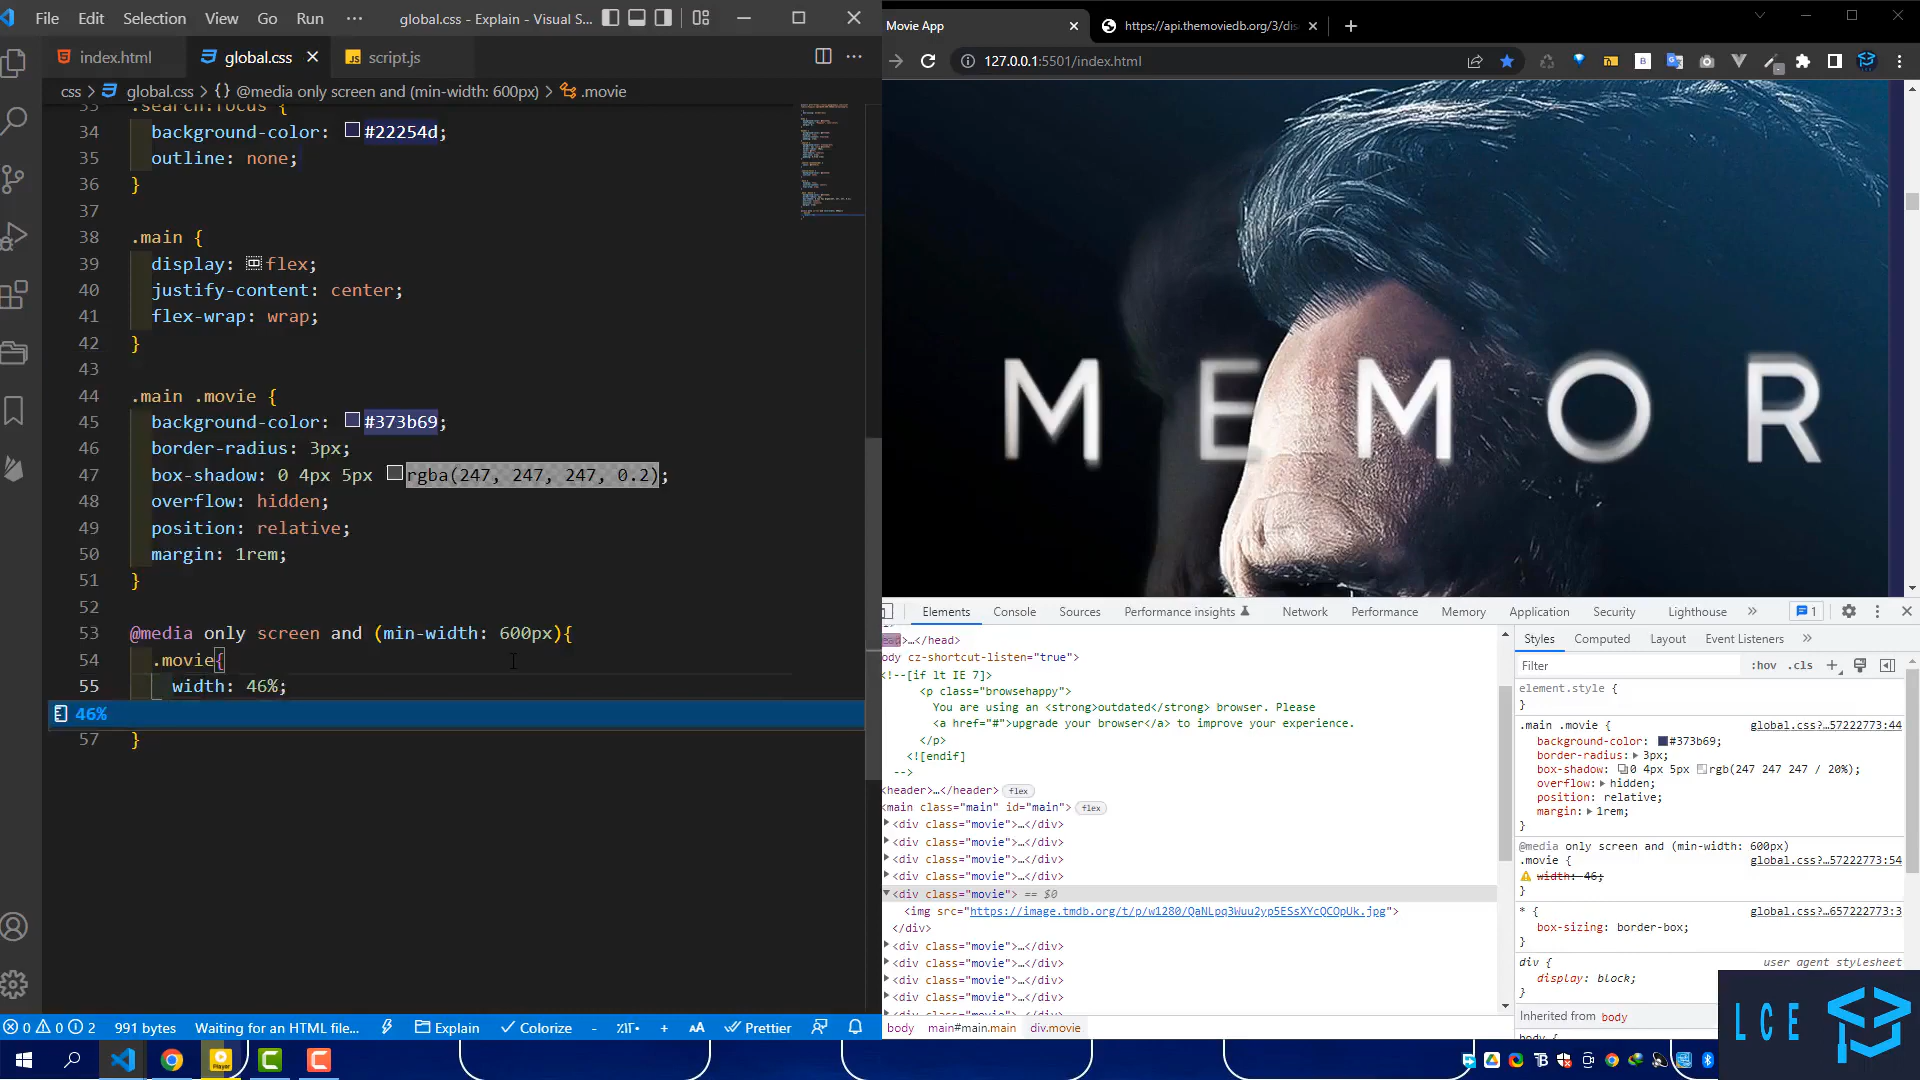 File Edit Selection View Go Run ··· global.css - Explain - Visual S...
index.html global.css script.js
css > global.css > {} @media only screen and (min-width: 600px) > .movie
33 .search:focus {
34 background-color: #22254d;
35 outline: none;
36 }
37
38 .main {
39 display: flex;
40 justify-content: center;
41 flex-wrap: wrap;
42 }
43
44 .main .movie {
45 background-color: #373b69;
46 border-radius: 3px;
47 box-shadow: 0 4px 5px rgba(247, 247, 247, 0.2);
48 overflow: hidden;
49 position: relative;
50 margin: 1rem;
51 }
52
53 @media only screen and (min-width: 600px){
54 .movie{
55 width: 46%;
46%
57 }
0 0 2 991 bytes Waiting for an HTML file... Explain Colorize - + Prettier
Movie App https://api.themoviedb.org/3/dis
127.0.0.1:5501/index.html
MEMOR
Elements Console Sources Performance insights Network Performance Memory Application Security Lighthouse » 1
…</head>
ody cz-shortcut-listen="true">
<!--[if lt IE 7]>
<p class="browsehappy">
You are using an <strong>outdated</strong> browser. Please
<a href="#">upgrade your browser</a> to improve your experience.
</p>
<![endif]
-->
<header>…</header> flex
<main class="main" id="main"> flex
<div class="movie">…</div>
<div class="movie">…</div>
<div class="movie">…</div>
<div class="movie">…</div>
<div class="movie"> == $0
<img src="https://image.tmdb.org/t/p/w1280/QaNLpq3Wuu2yp5ESsXYcQCOpUk.jpg">
</div>
<div class="movie">…</div>
<div class="movie">…</div>
<div class="movie">…</div>
<div class="movie">…</div>
body main#main.main div.movie
Styles Computed Layout Event Listeners »
Filter :hov .cls +
element.style {
}
.main .movie { global.css?…57222773:44
background-color: #373b69;
border-radius: 3px;
box-shadow: 0 4px 5px rgb(247 247 247 / 20%);
overflow: hidden;
position: relative;
margin: 1rem;
}
@media only screen and (min-width: 600px)
.movie { global.css?…57222773:54
width: 46;
}
* { global.css?…657222773:3
box-sizing: border-box;
}
div { user agent stylesheet
display: block;
}
Inherited from body
LCE